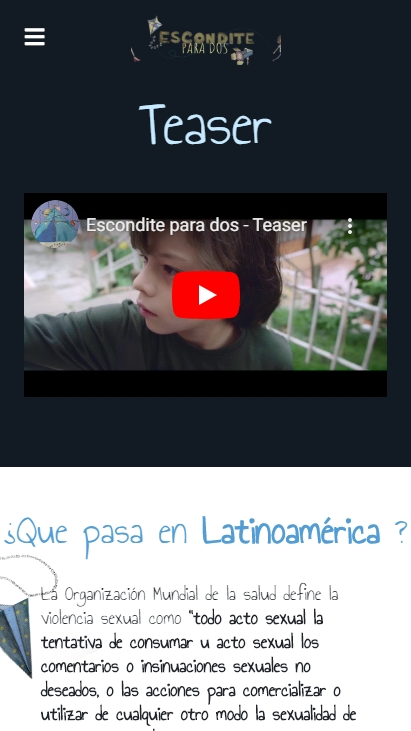 ESCONDITE
PARA DOS
Teaser
Escondite para dos - Teaser
¿Que pasa en Latinoamérica ?
La Organización Mundial de la salud define la
violencia sexual como “todo acto sexual la
tentativa de consumar u acto sexual los
comentarios o insinuaciones sexuales no
deseados, o las acciones para comercializar o
utilizar de cualquier otro modo la sexualidad de